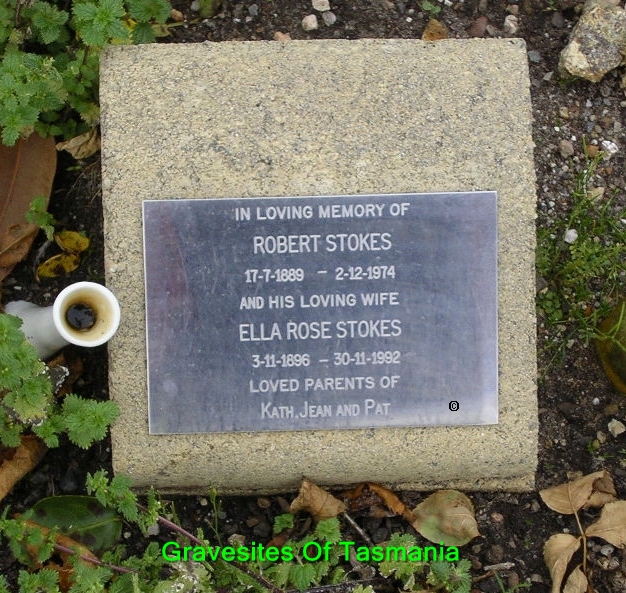 IN LOVING MEMORY OF
ROBERT STOKES
17-7-1889 – 2-12-1974
AND HIS LOVING WIFE
ELLA ROSE STOKES
3-11-1896 – 30-11-1992
LOVED PARENTS OF
KATH, JEAN AND PAT
©
Gravesites Of Tasmania